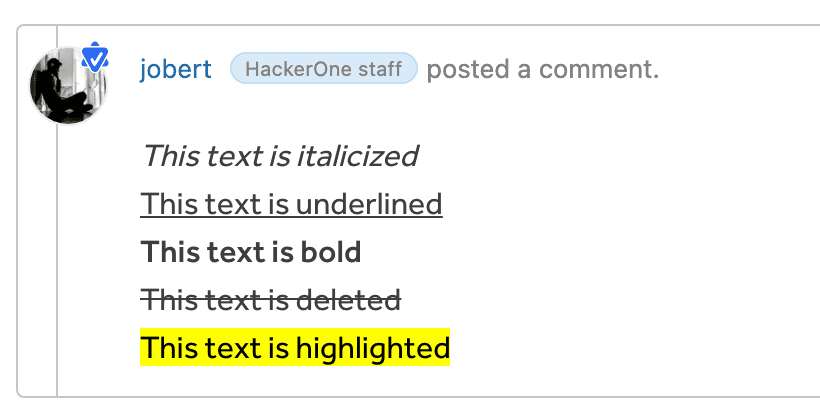 jobert HackerOne staff posted a comment.
This text is italicized
This text is underlined
This text is bold
This text is deleted
This text is highlighted